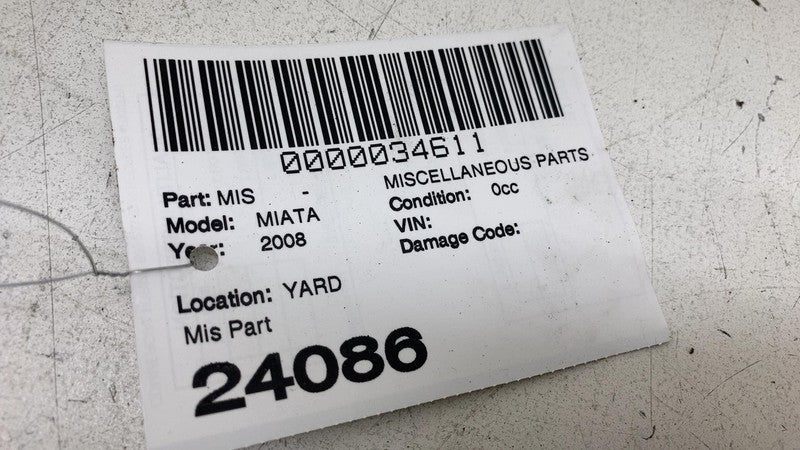 0000034611
Part: MIS - MISCELLANEOUS PARTS
Model: MIATA Condition: 0cc
Year: 2008 VIN:
Damage Code:
Location: YARD
Mis Part
24086